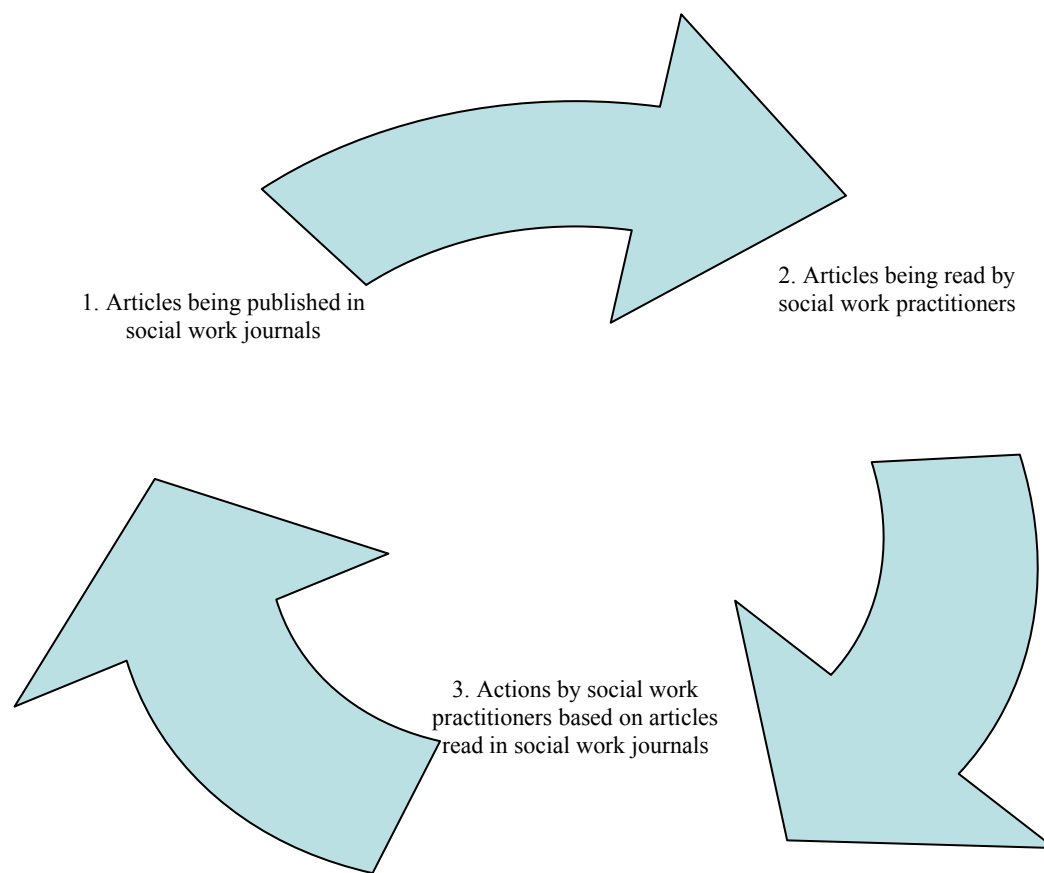 1. Articles being published in
social work journals
2. Articles being read by
social work practitioners
3. Actions by social work
practitioners based on articles
read in social work journals